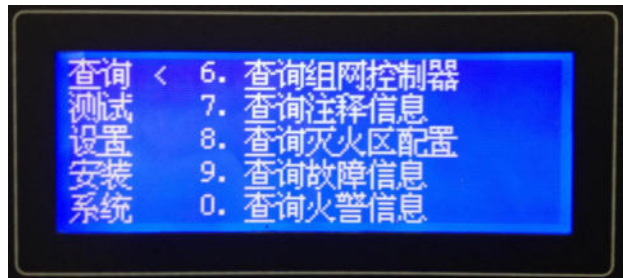 查询 < 6. 查询组网控制器
测试 7. 查询注释信息
设置 8. 查询灭火区配置
安装 9. 查询故障信息
系统 0. 查询火警信息